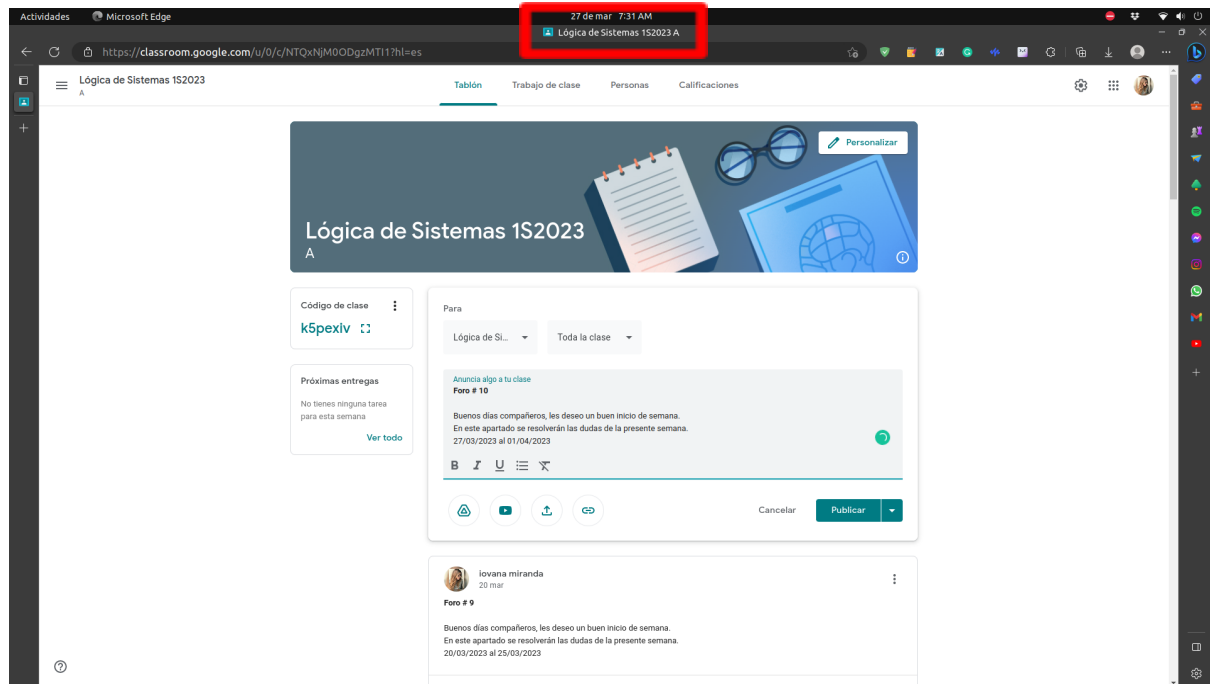 Actividades
Microsoft Edge
27 de mar 7:31 AM
Lógica de Sistemas 1S2023 A
https://classroom.google.com/u/0/c/NTQxNjM0ODgzMTI1?hl=es
Lógica de Sistemas 1S2023
A
Tablón
Trabajo de clase
Personas
Calificaciones
Personalizar
Lógica de Sistemas 1S2023
A
Código de clase
k5pexlv
Próximas entregas
No tienes ninguna tarea
para esta semana
Ver todo
Para
Lógica de Si...
Toda la clase
Anuncia algo a tu clase
Foro # 10
Buenos días compañeros, les deseo un buen inicio de semana.
En este apartado se resolverán las dudas de la presente semana.
27/03/2023 al 01/04/2023
B I U
Cancelar
Publicar
iovana miranda
20 mar
Foro # 9
Buenos días compañeros, les deseo un buen inicio de semana.
En este apartado se resolverán las dudas de la presente semana.
20/03/2023 al 25/03/2023